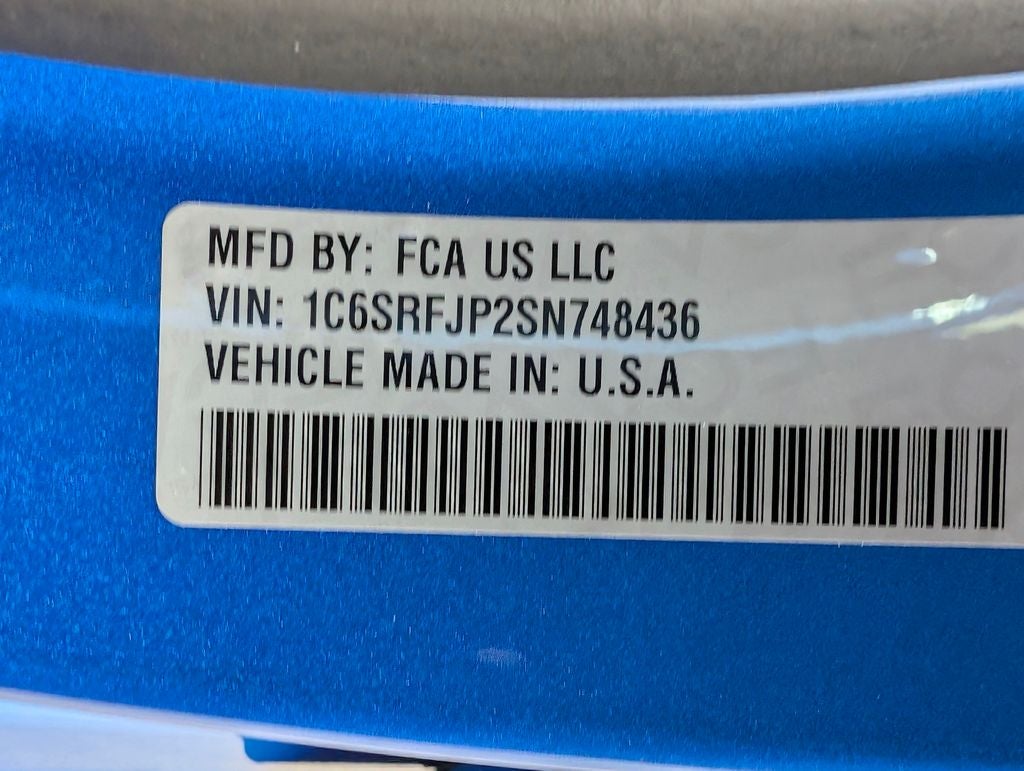 MFD BY: FCA US LLC
VIN: 1C6SRFJP2SN748436
VEHICLE MADE IN: U.S.A.